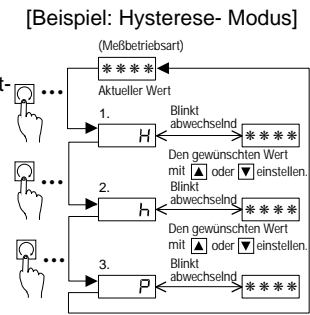 [Beispiel: Hysterese- Modus]
(Meßbetriebsart)
****
t-
Aktueller Wert
1.
Blinkt
abwechselnd
H
****
Den gewünschten Wert
mit ▲ oder ▼ einstellen.
2.
Blinkt
abwechselnd
h
****
Den gewünschten Wert
mit ▲ oder ▼ einstellen.
3.
Blinkt
abwechselnd
P
****